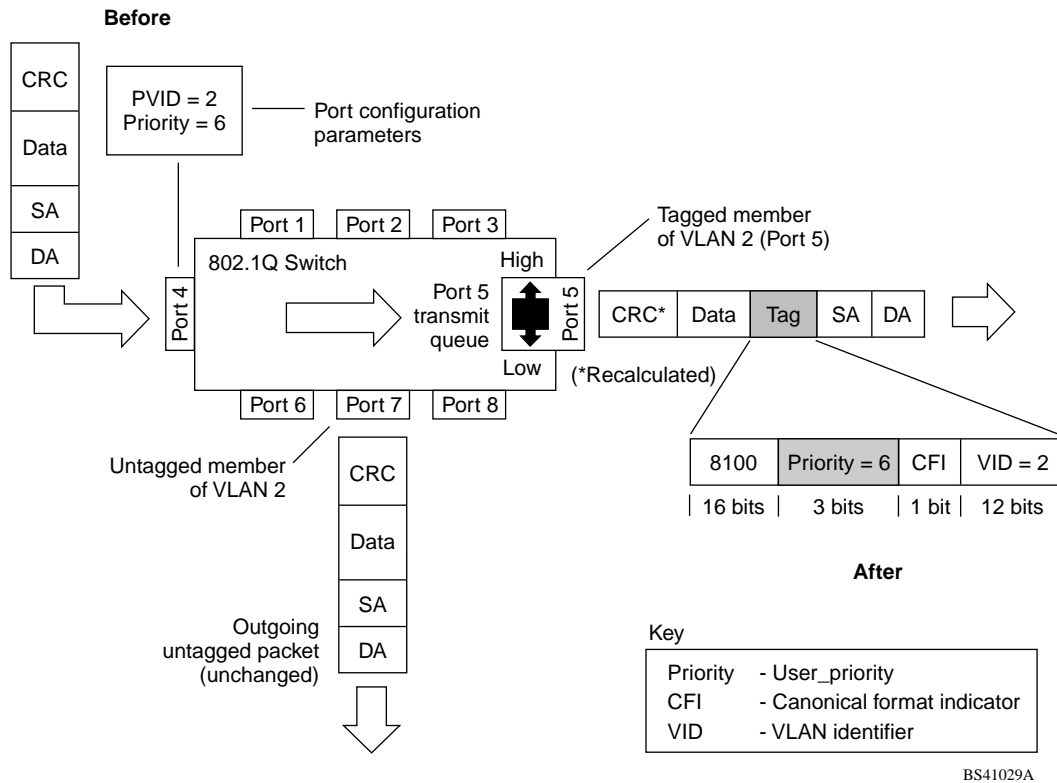 Before
CRC
Data
SA
DA
PVID = 2
Priority = 6
Port configuration
parameters
Port 1
Port 2
Port 3
802.1Q Switch
Port 4
Port 5
transmit
queue
High
Low
Port 5
Tagged member
of VLAN 2 (Port 5)
CRC*
Data
Tag
SA
DA
(*Recalculated)
Port 6
Port 7
Port 8
Untagged member
of VLAN 2
CRC
Data
SA
DA
Outgoing
untagged packet
(unchanged)
8100
Priority = 6
CFI
VID = 2
16 bits
3 bits
1 bit
12 bits
After
Key
Priority - User_priority
CFI - Canonical format indicator
VID - VLAN identifier
BS41029A